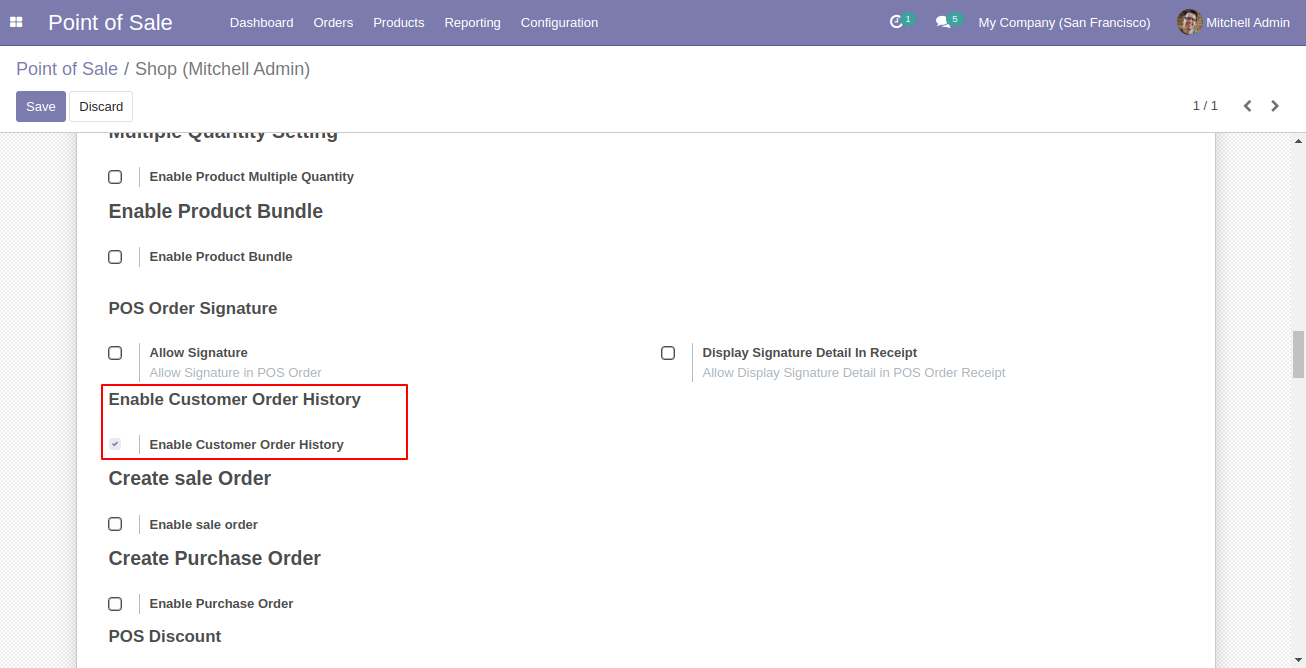 Point of Sale Dashboard Orders Products Reporting Configuration 1 5 My Company (San Francisco) Mitchell Admin
Point of Sale / Shop (Mitchell Admin)
Save Discard 1 / 1
Multiple Quantity Setting
Enable Product Multiple Quantity
Enable Product Bundle
Enable Product Bundle
POS Order Signature
Allow Signature Display Signature Detail In Receipt
Allow Signature in POS Order Allow Display Signature Detail in POS Order Receipt
Enable Customer Order History
Enable Customer Order History
Create sale Order
Enable sale order
Create Purchase Order
Enable Purchase Order
POS Discount